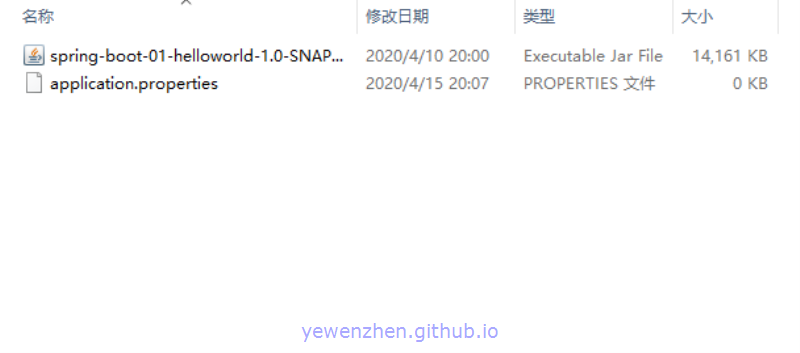 名称 修改日期 类型 大小
spring-boot-01-helloworld-1.0-SNAP... 2020/4/10 20:00 Executable Jar File 14,161 KB
application.properties 2020/4/15 20:07 PROPERTIES 文件 0 KB
yewenzhen.github.io